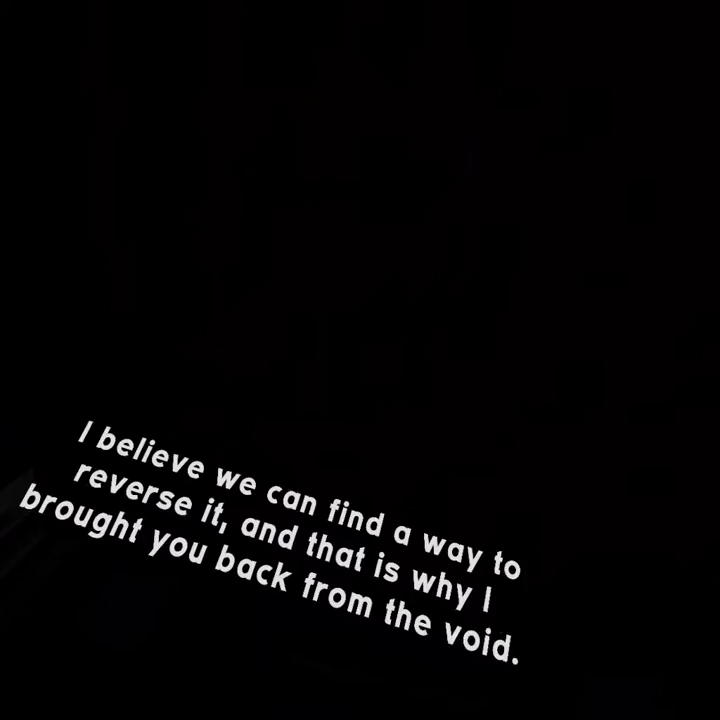 I believe we can find a way to
reverse it, and that is why I
brought you back from the void.